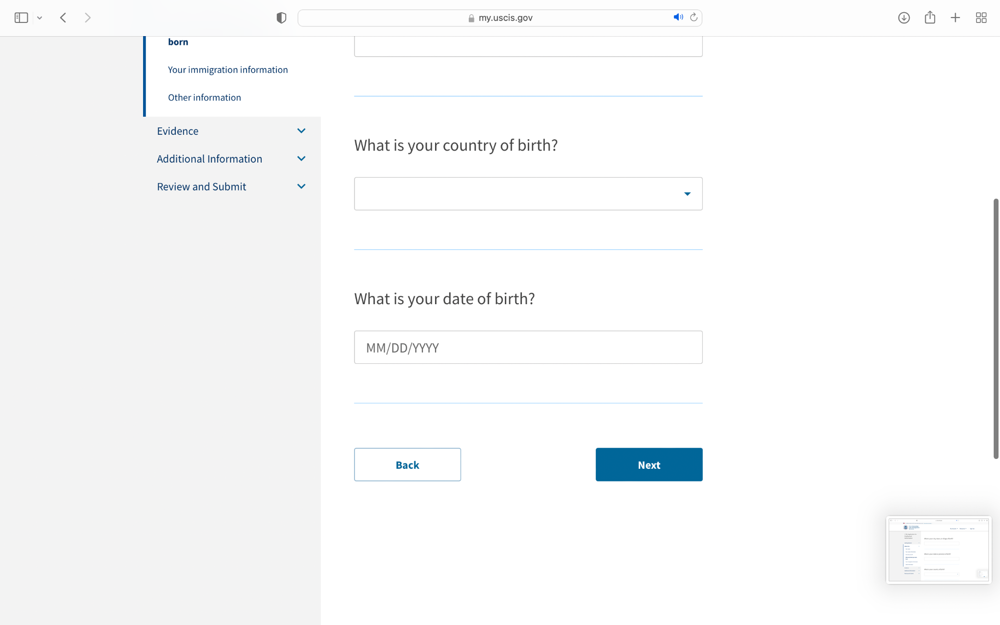 my.uscis.gov
born
Your immigration information
Other information
Evidence
Additional Information
Review and Submit
What is your country of birth?
What is your date of birth?
MM/DD/YYYY
Back
Next